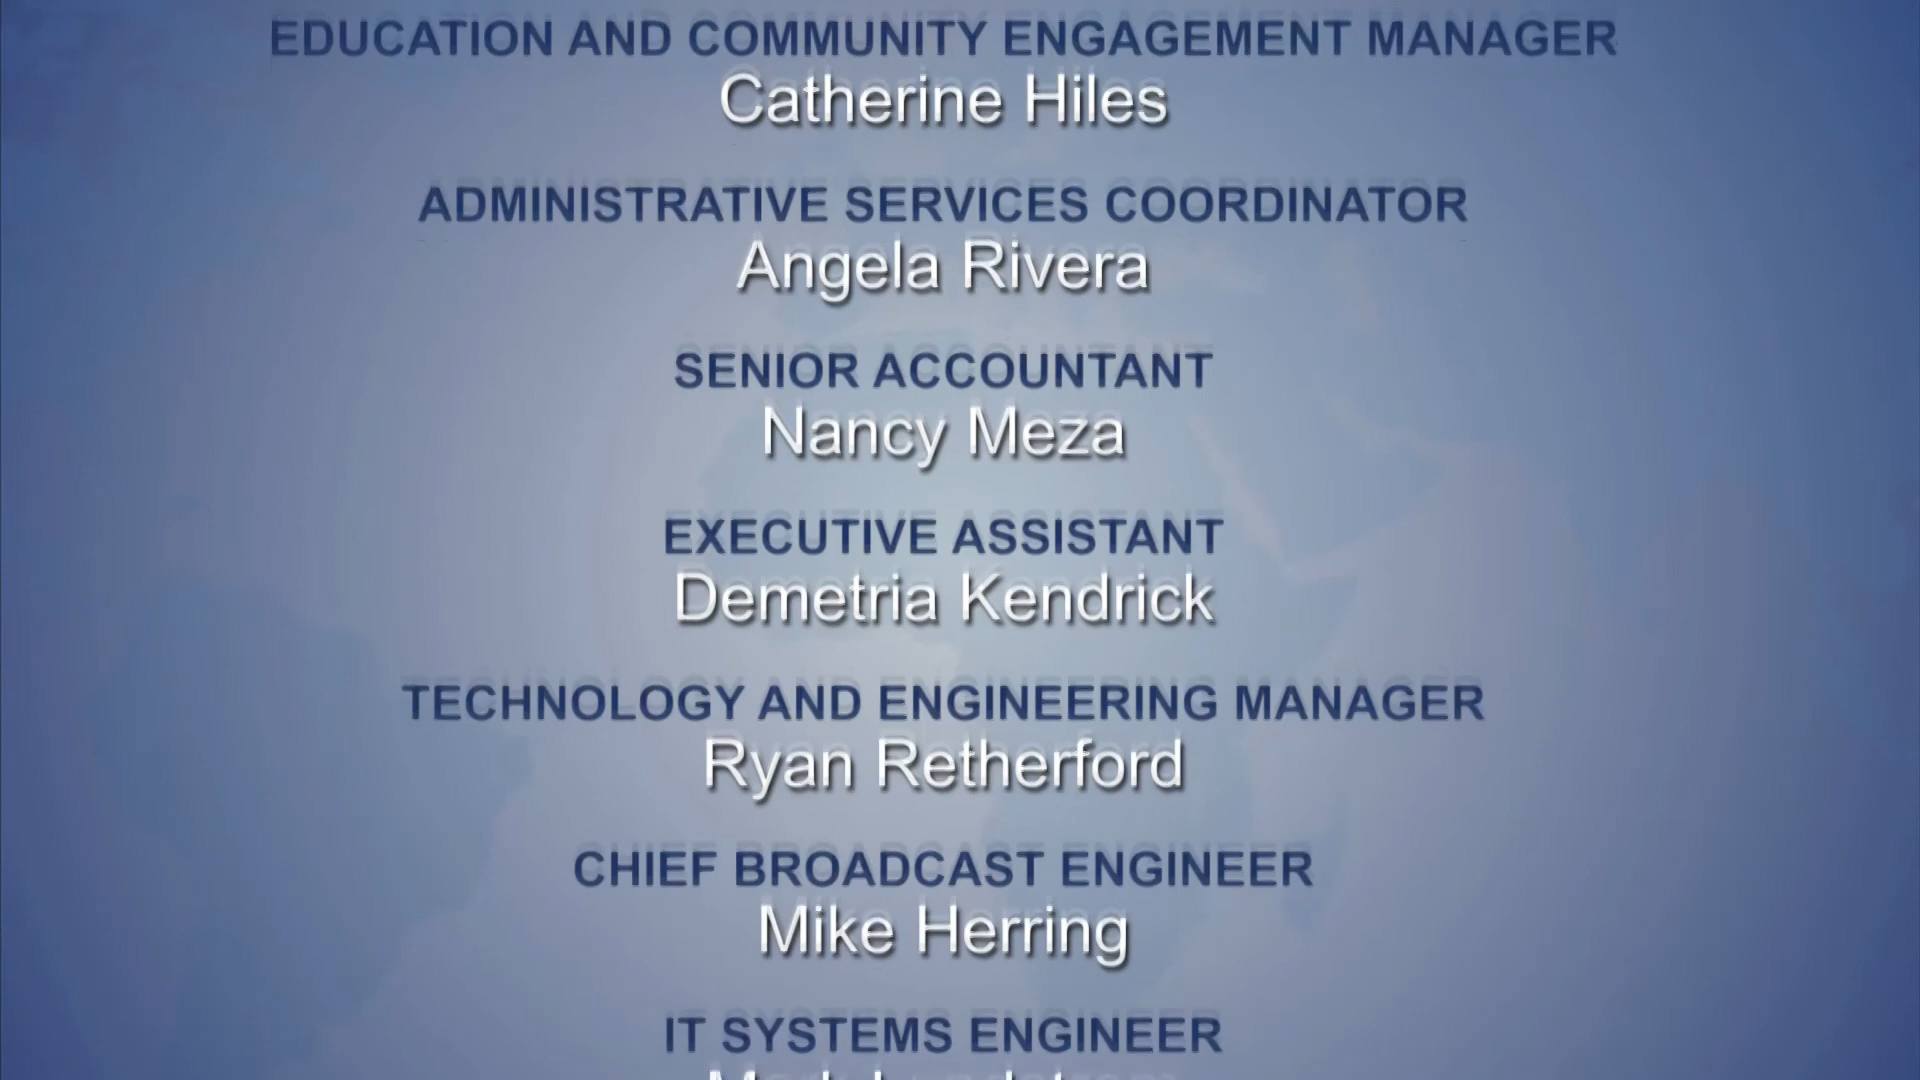 EDUCATION AND COMMUNITY ENGAGEMENT MANAGER
Catherine Hiles
ADMINISTRATIVE SERVICES COORDINATOR
Angela Rivera
SENIOR ACCOUNTANT
Nancy Meza
EXECUTIVE ASSISTANT
Demetria Kendrick
TECHNOLOGY AND ENGINEERING MANAGER
Ryan Retherford
CHIEF BROADCAST ENGINEER
Mike Herring
IT SYSTEMS ENGINEER